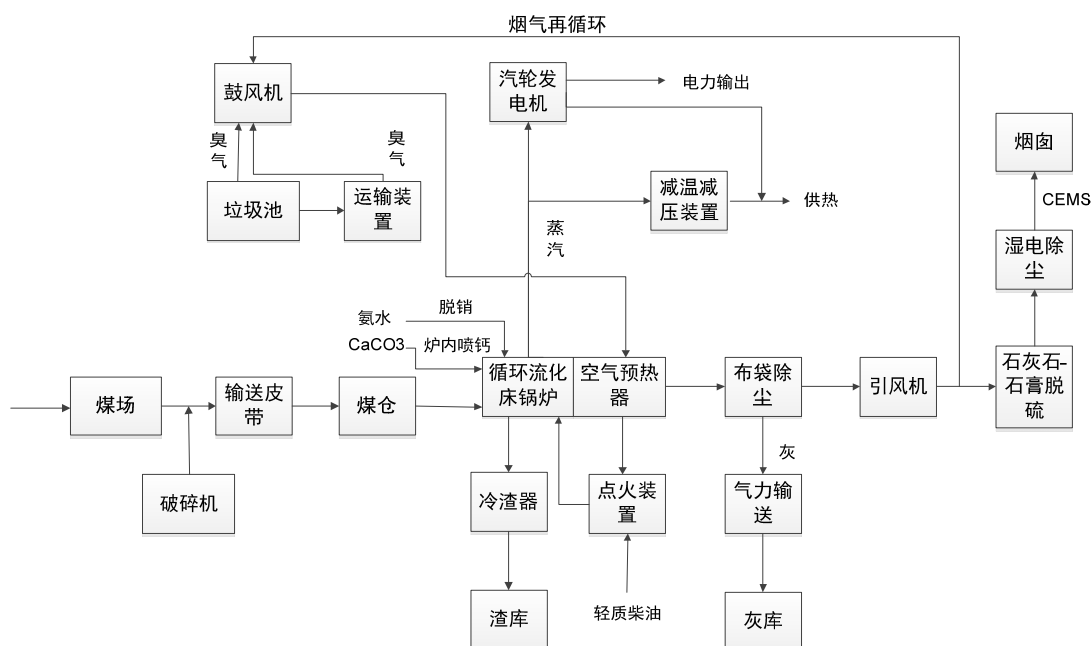 烟气再循环
鼓风机
汽轮发
电机
电力输出
臭
气
臭
气
烟囱
垃圾池
运输装
置
减温减
压装置
供热
CEMS
蒸
汽
湿电除
尘
氨水
脱销
CaCO3
炉内喷钙
循环流化
床锅炉
空气预热
器
布袋除
尘
引风机
石灰石-
石膏脱
硫
煤场
输送皮
带
煤仓
灰
破碎机
冷渣器
点火装
置
气力输
送
渣库
轻质柴油
灰库